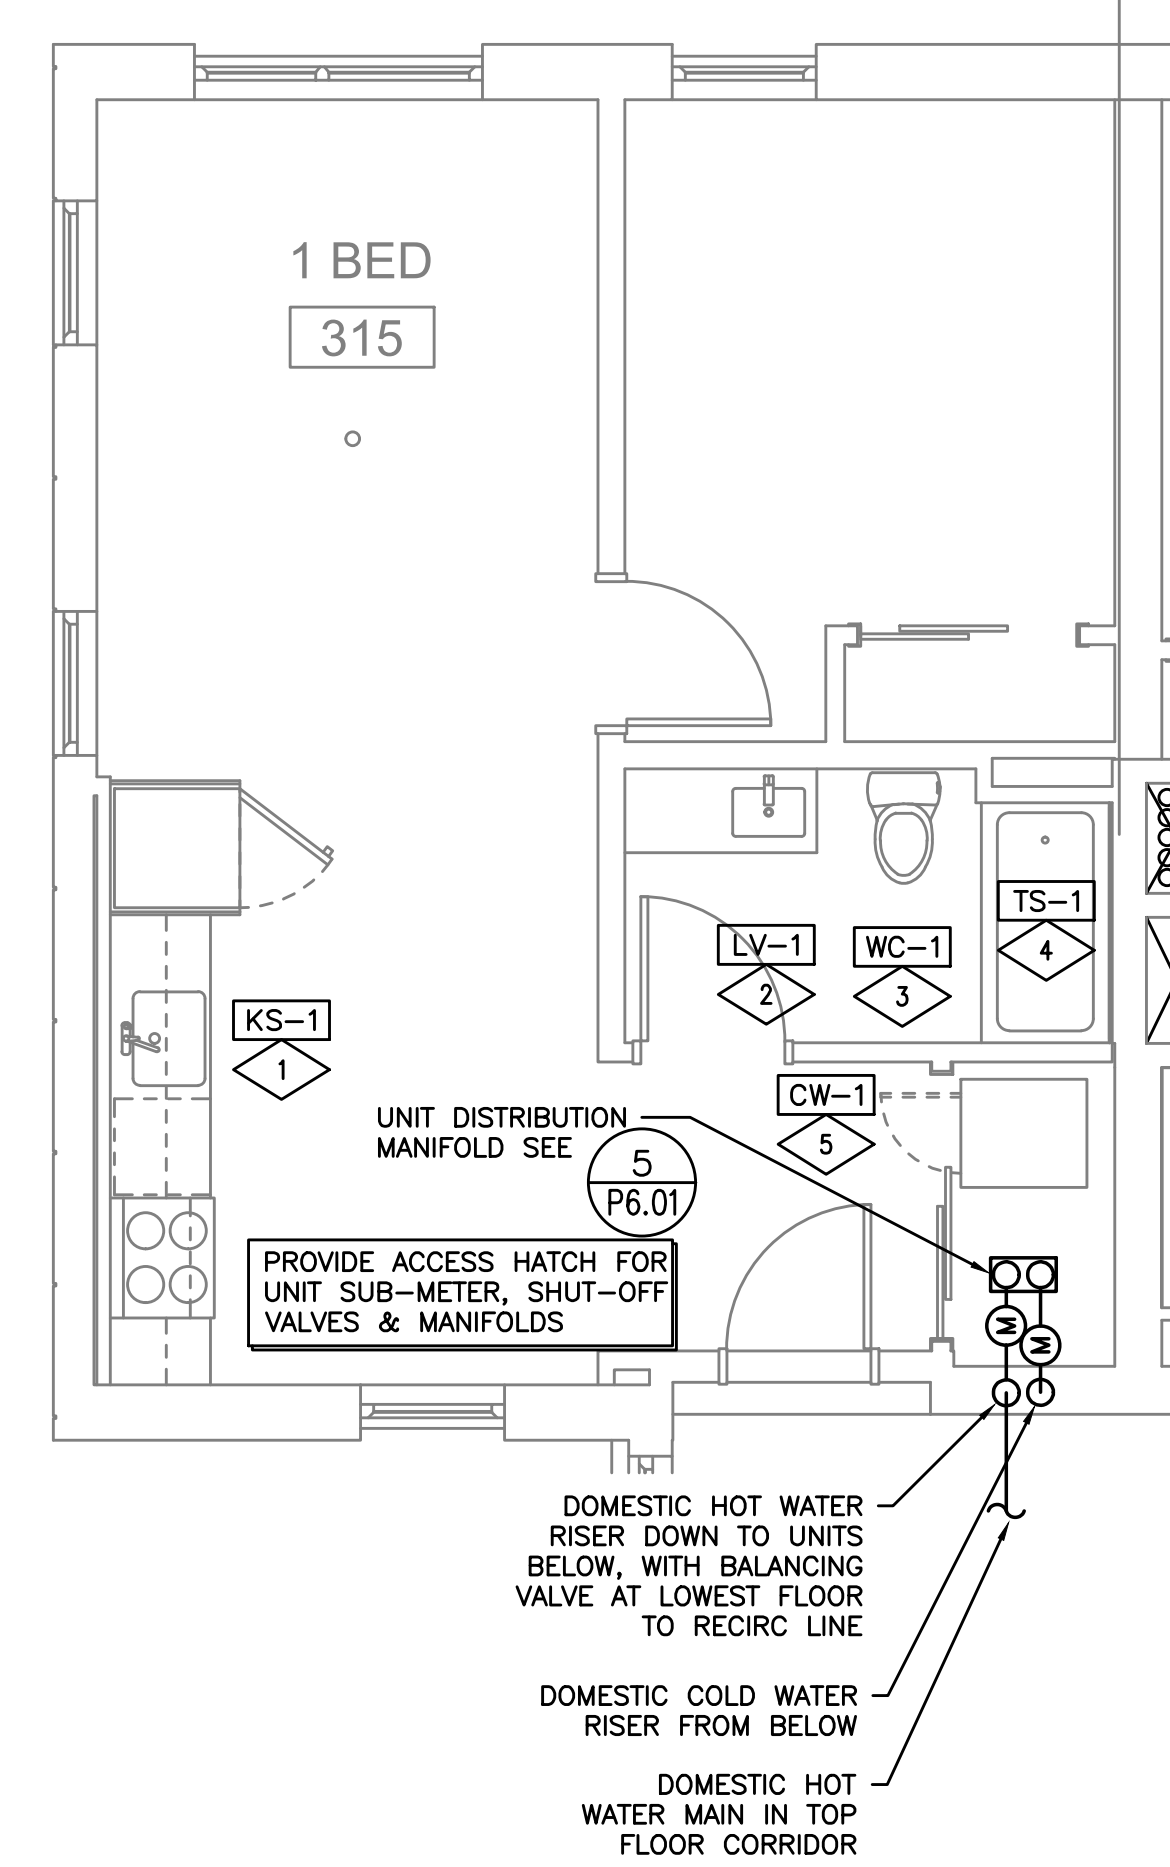 1 BED
315
LV-1
2
WC-1
3
TS-1
4
KS-1
1
CW-1
5
UNIT DISTRIBUTION
MANIFOLD SEE
5
P6.01
PROVIDE ACCESS HATCH FOR
UNIT SUB-METER, SHUT-OFF
VALVES & MANIFOLDS
M
M
DOMESTIC HOT WATER
RISER DOWN TO UNITS
BELOW, WITH BALANCING
VALVE AT LOWEST FLOOR
TO RECIRC LINE
DOMESTIC COLD WATER
RISER FROM BELOW
DOMESTIC HOT
WATER MAIN IN TOP
FLOOR CORRIDOR